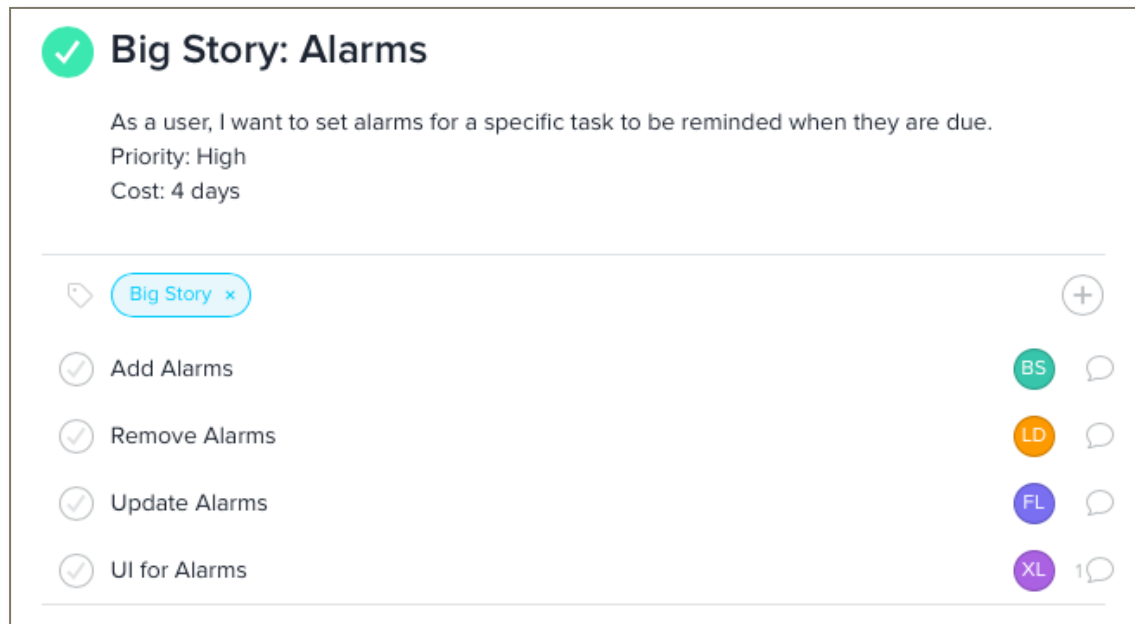 Big Story: Alarms
As a user, I want to set alarms for a specific task to be reminded when they are due.
Priority: High
Cost: 4 days
Big Story ×
Add Alarms BS
Remove Alarms LD
Update Alarms FL
UI for Alarms XL 1